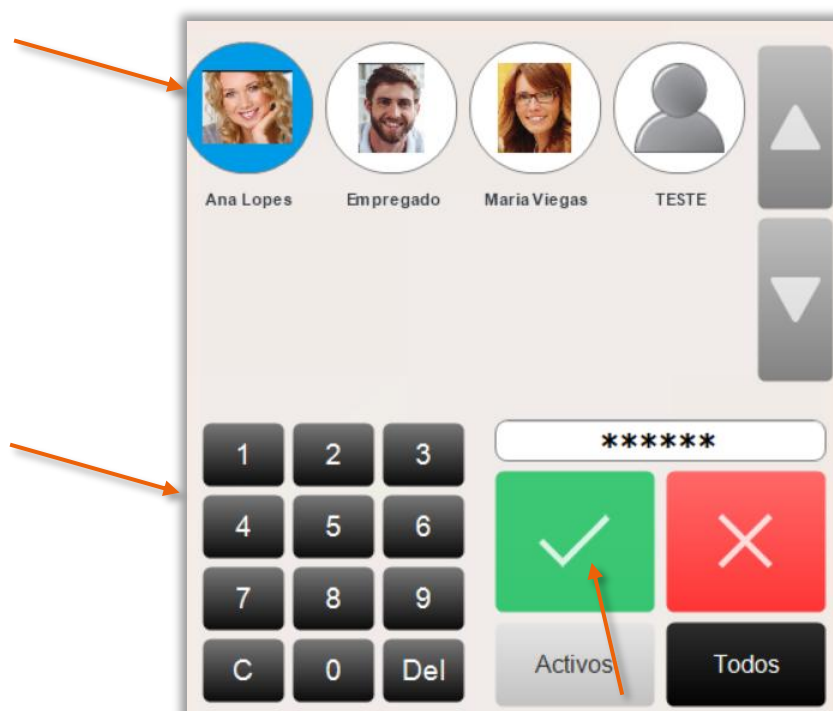 Ana Lopes Empregado Maria Viegas TESTE
******
1 2 3
4 5 6
7 8 9
C 0 Del
Activos Todos